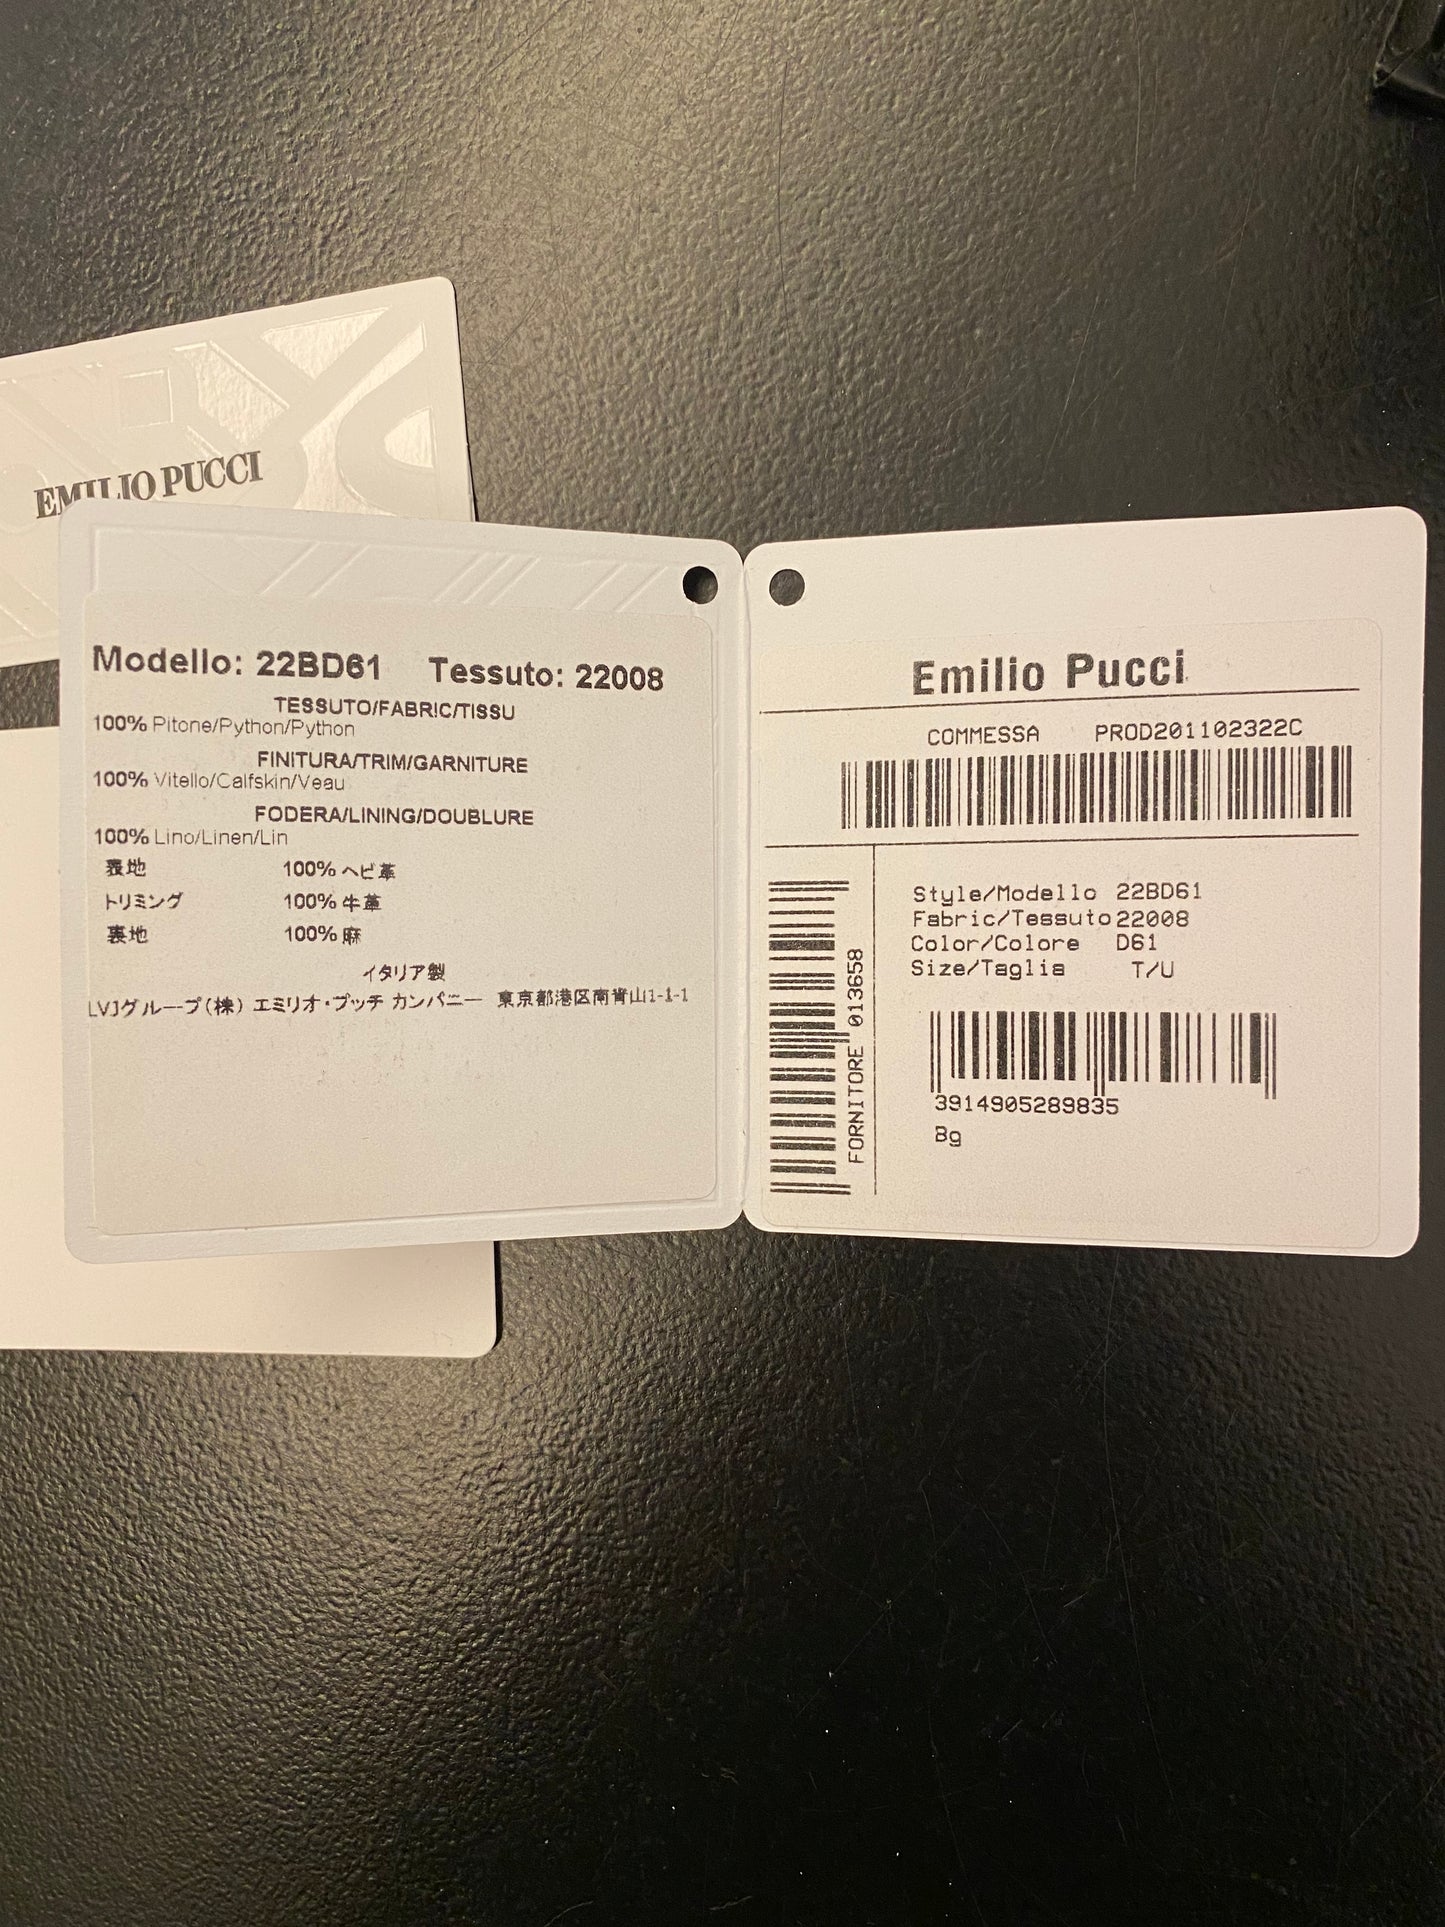 EMILIO PUCCI
Modello: 22BD61 Tessuto: 22008
TESSUTO/FABRIC/TISSU
100% Pitone/Python/Python
FINITURA/TRIM/GARNITURE
100% Vitello/Calfskin/Veau
FODERA/LINING/DOUBLURE
100% Lino/Linen/Lin
表地 100% ヘビ革
トリミング 100% 牛革
裏地 100% 麻
イタリア製
LVJグループ(株) エミリオ・プッチ カンパニー 東京都港区南青山1-1-1
Emilio Pucci
COMMESSA PROD201102322C
Style/Modello 22BD61
Fabric/Tessuto 22008
Color/Colore D61
Size/Taglia T/U
FORNITORE 013658
3914905289835
Bg